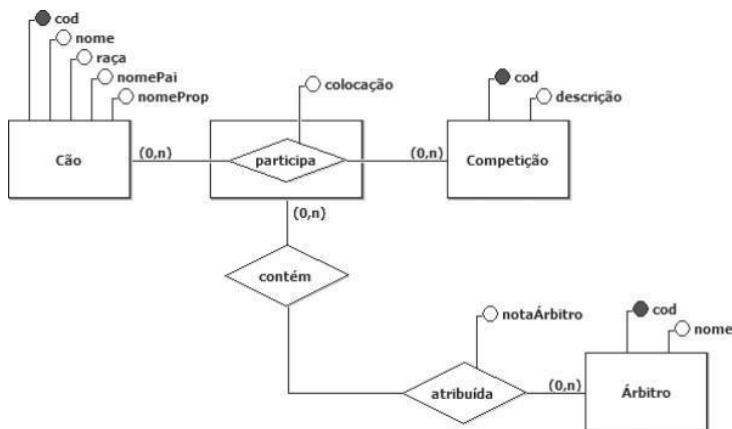 cod
nome
raça
nomePai
nomeProp
colocação
cod
descrição
Cão
(0,n)
participa
(0,n)
Competição
(0,n)
contém
notaÁrbitro
cod
nome
atribuída
(0,n)
Árbitro